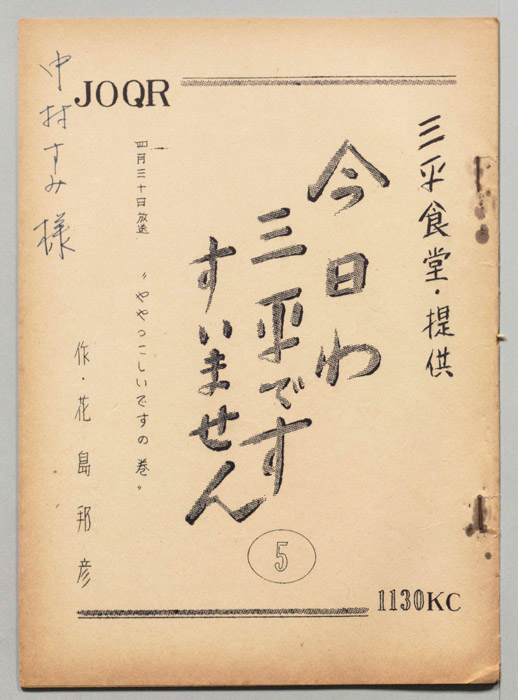 JOQR
三平食堂・提供
今日わ
三平です
すいません
5
四月三十日放送
〝ややっこしいですの巻〟
作・花島邦彦
中村すみ様
1130KC